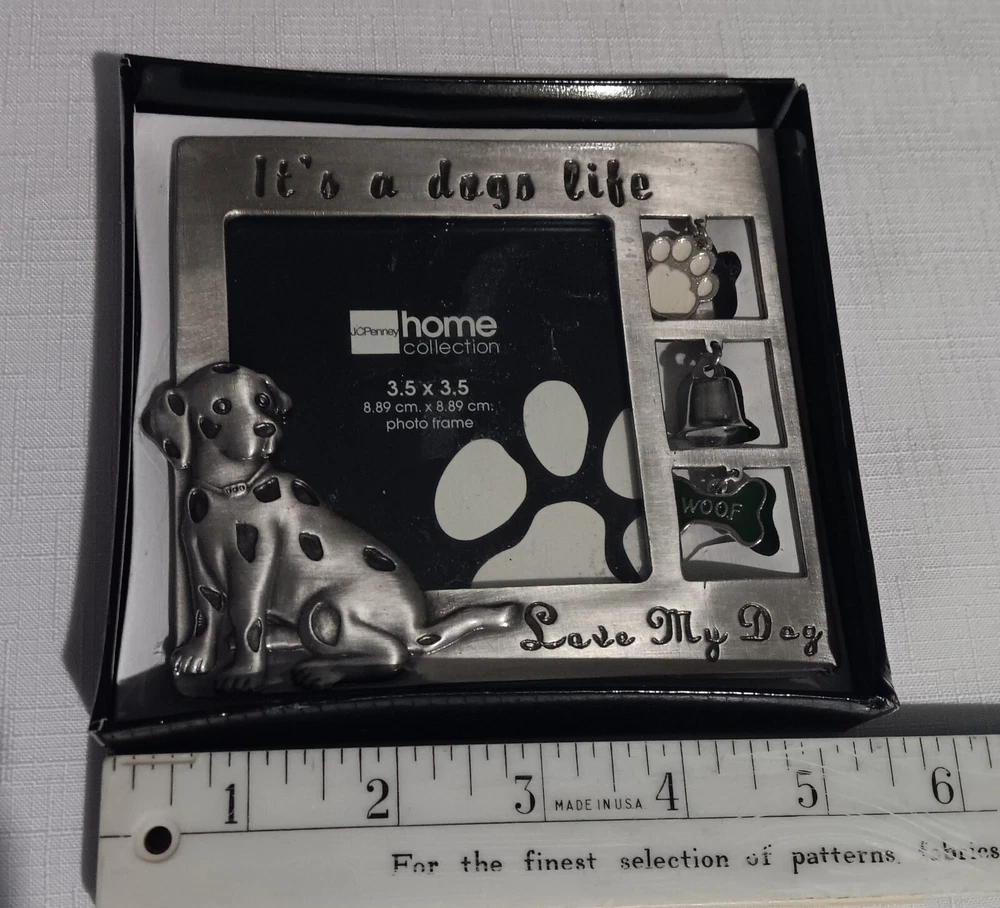 It's a dogs life
JCPenney home
collection
3.5 x 3.5
8.89 cm. x 8.89 cm.
photo frame
WOOF
Love My Dog
1 2 3 4 5 6
MADE IN U.S.A.
For the finest selection of patterns, fabrics